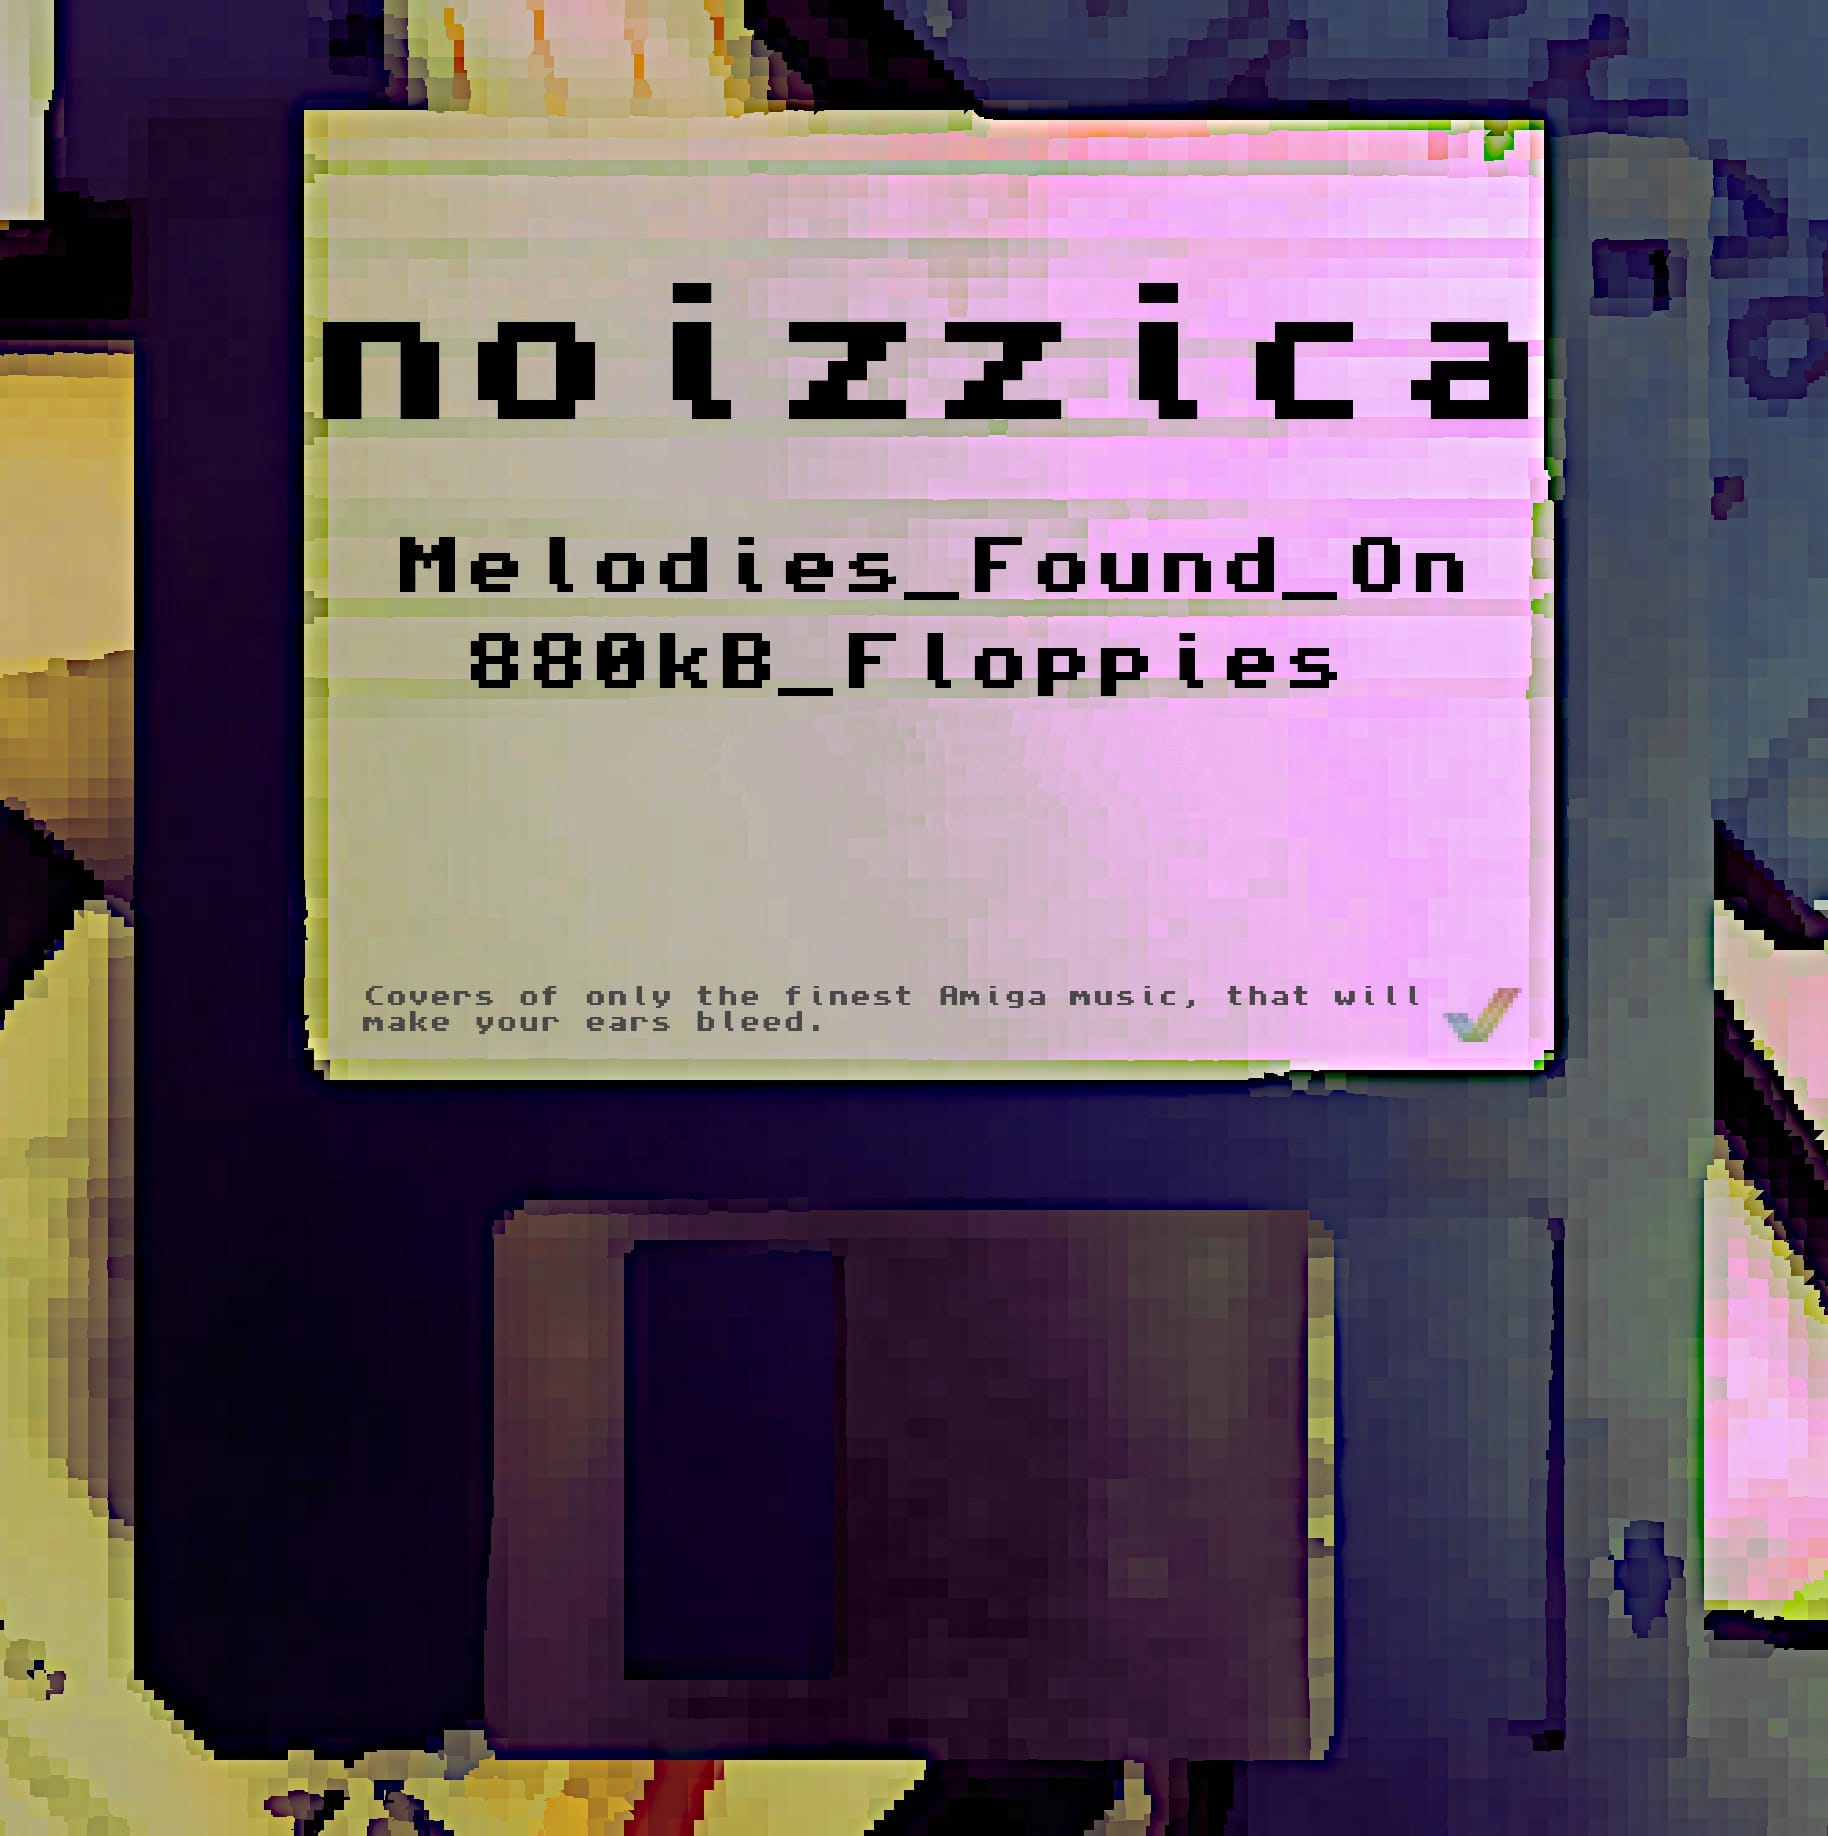 noizzica
Melodies_Found_On
880kB_Floppies
Covers of only the finest Amiga music, that will
make your ears bleed.